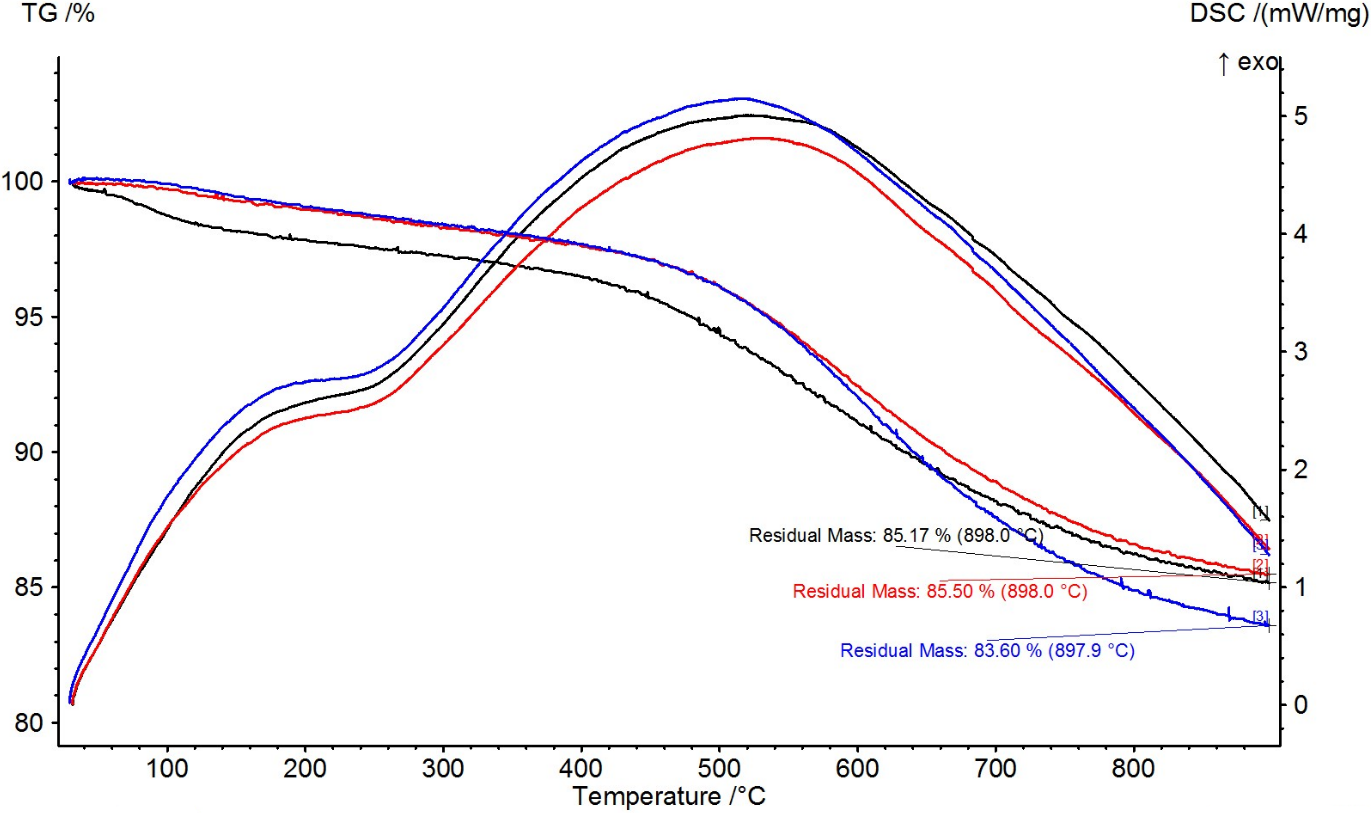 TG /%
DSC /(mW/mg)
↑ exo
5
100
4
95
3
90
2
[1]
Residual Mass: 85.17 % (898.0 °C)
[3]
[2]
85
1
Residual Mass: 85.50 % (898.0 °C)
[3]
Residual Mass: 83.60 % (897.9 °C)
80
0
100 200 300 400 500 600 700 800
Temperature /°C